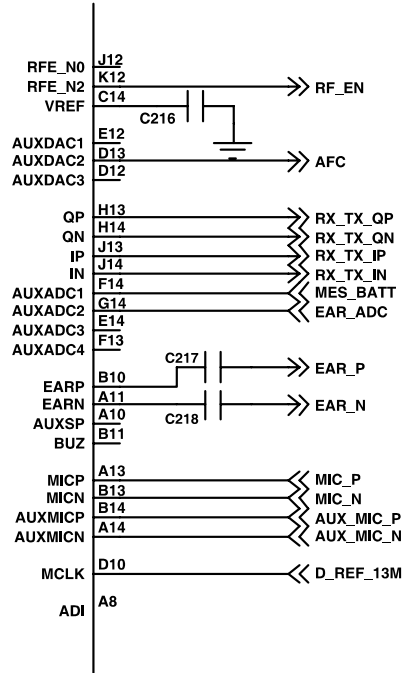 RFE_N0 J12
RFE_N2 K12 RF_EN
VREF C14
C216
AUXDAC1 E12
AUXDAC2 D13 AFC
AUXDAC3 D12
QP H13 RX_TX_QP
QN H14 RX_TX_QN
IP J13 RX_TX_IP
IN J14 RX_TX_IN
AUXADC1 F14 MES_BATT
AUXADC2 G14 EAR_ADC
AUXADC3 E14
AUXADC4 F13
C217
EAR_P
EARP B10
EARN A11 EAR_N
C218
AUXSP A10
BUZ B11
MICP A13 MIC_P
MICN B13 MIC_N
AUXMICP B14 AUX_MIC_P
AUXMICN A14 AUX_MIC_N
MCLK D10 D_REF_13M
ADI A8